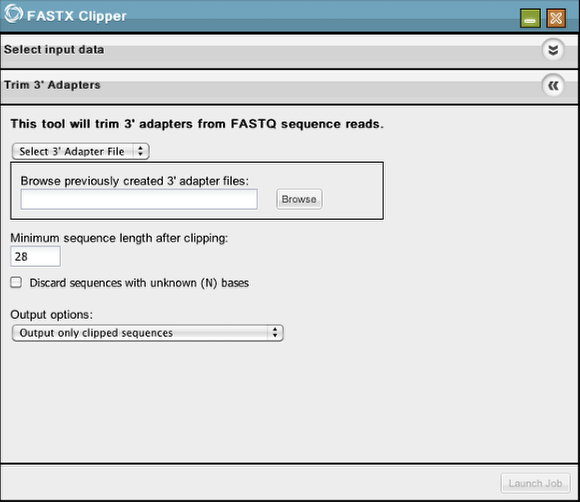 FASTX Clipper
Select input data
Trim 3' Adapters
This tool will trim 3' adapters from FASTQ sequence reads.
Select 3' Adapter File
Browse previously created 3' adapter files:
Browse
Minimum sequence length after clipping:
28
Discard sequences with unknown (N) bases
Output options:
Output only clipped sequences
Launch Job